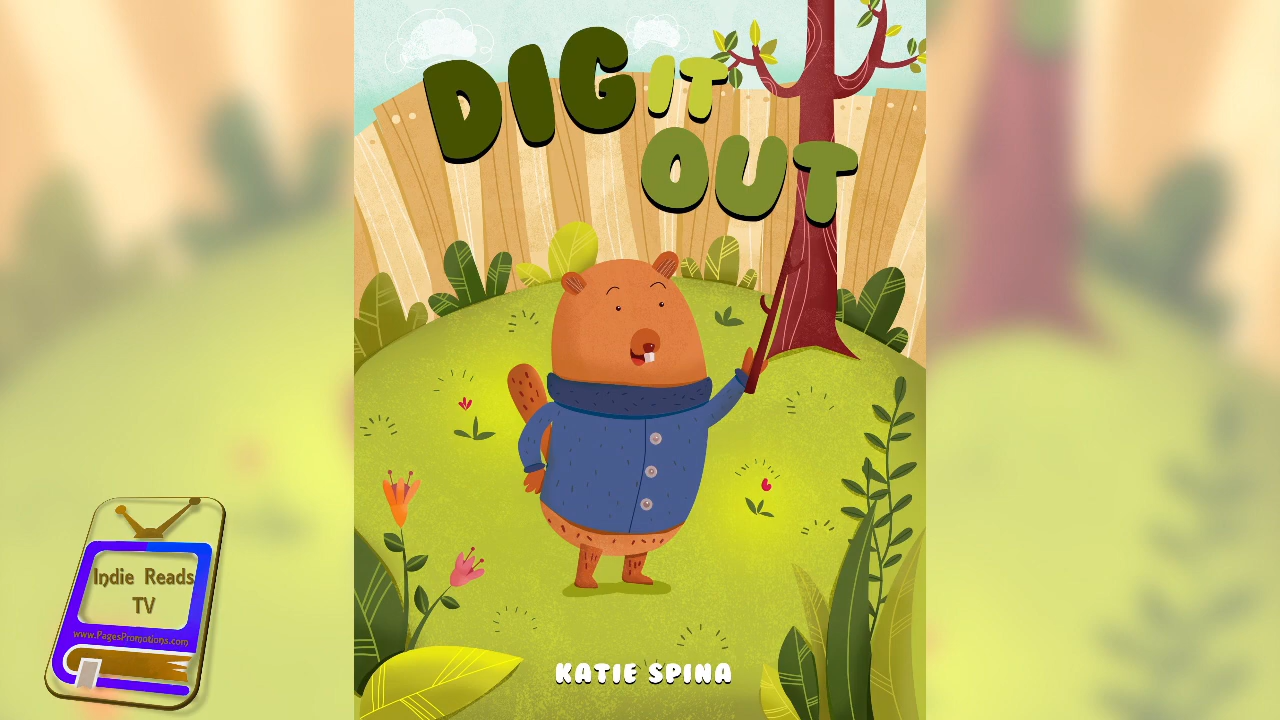 DIG IT
OUT
Indie Reads
TV
www.PagesPromotions.com
KATIE SPINA